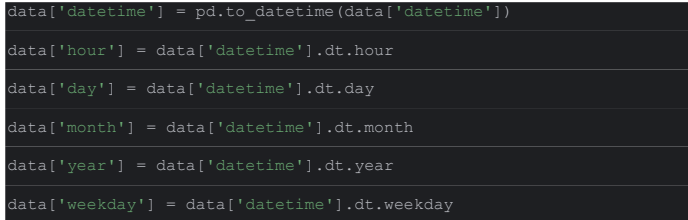 data['datetime'] = pd.to_datetime(data['datetime'])
data['hour'] = data['datetime'].dt.hour
data['day'] = data['datetime'].dt.day
data['month'] = data['datetime'].dt.month
data['year'] = data['datetime'].dt.year
data['weekday'] = data['datetime'].dt.weekday